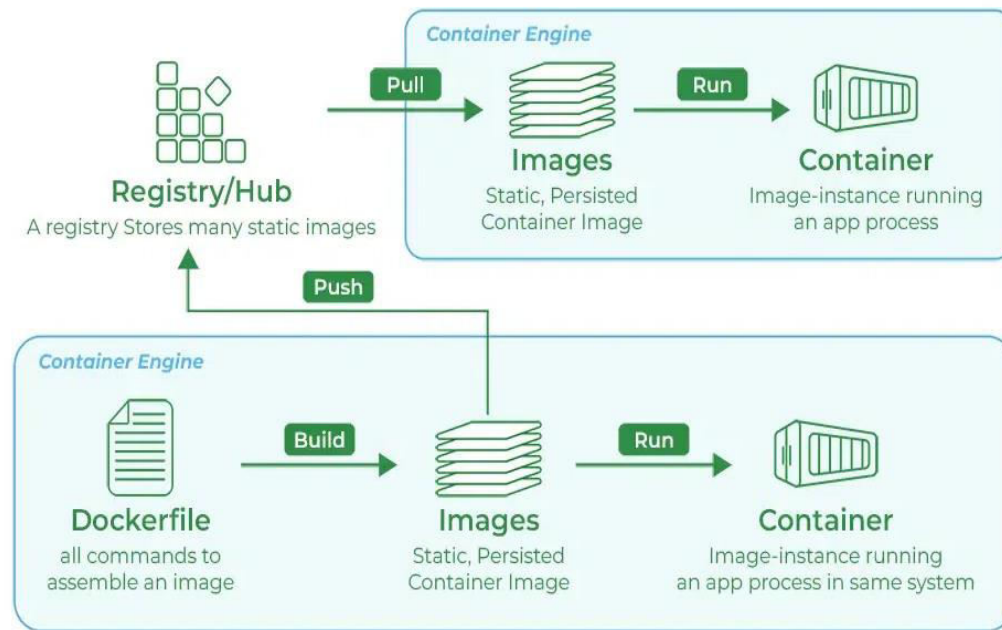 Container Engine
Pull
Run
Images
Static, Persisted
Container Image
Container
Image-instance running
an app process
Registry/Hub
A registry Stores many static images
Push
Container Engine
Build
Run
Dockerfile
all commands to
assemble an image
Images
Static, Persisted
Container Image
Container
Image-instance running
an app process in same system